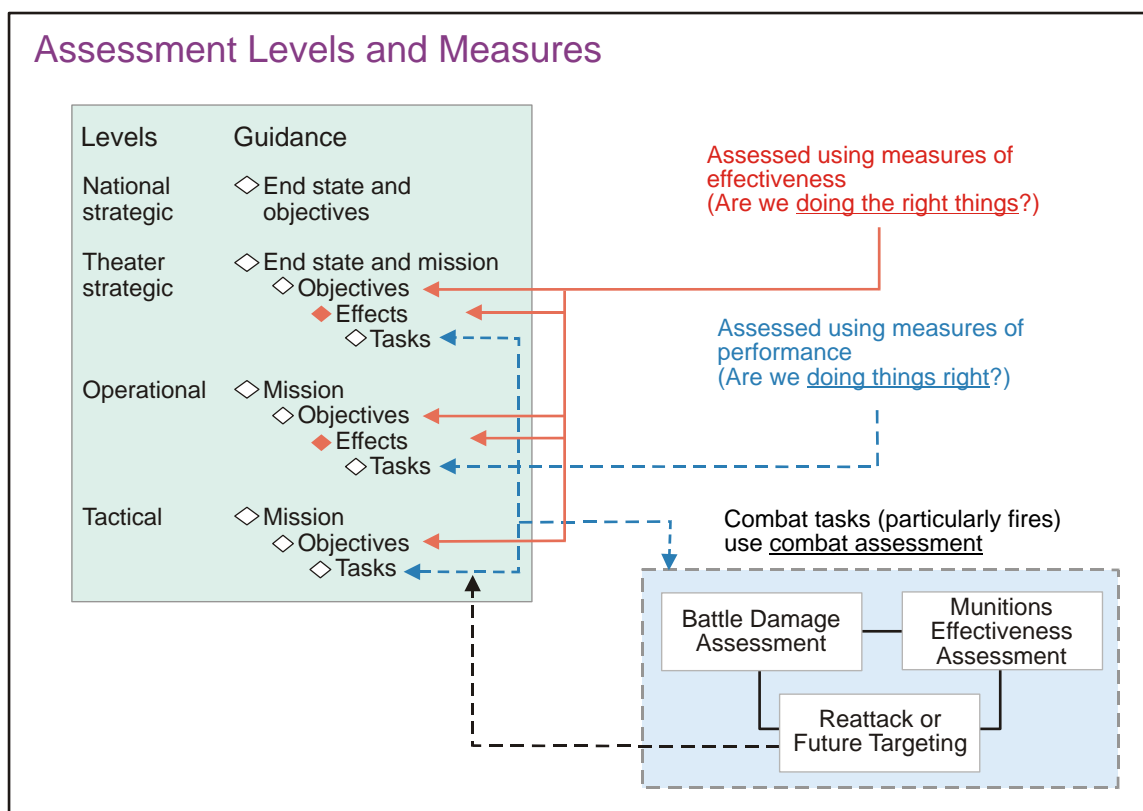 Assessment Levels and Measures
Levels
Guidance
National
strategic
End state and
objectives
Theater
strategic
End state and mission
Objectives
Effects
Tasks
Operational
Mission
Objectives
Effects
Tasks
Tactical
Mission
Objectives
Tasks
Assessed using measures of
effectiveness
(Are we doing the right things?)
Assessed using measures of
performance
(Are we doing things right?)
Combat tasks (particularly fires)
use combat assessment
Battle Damage
Assessment
Munitions
Effectiveness
Assessment
Reattack or
Future Targeting